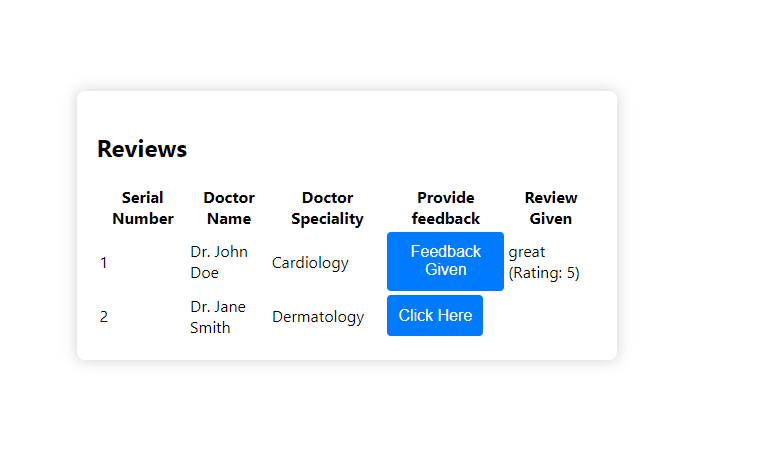 Reviews
Serial Number Doctor Name Doctor Speciality Provide feedback Review Given
1 Dr. John Doe Cardiology Feedback Given great (Rating: 5)
2 Dr. Jane Smith Dermatology Click Here